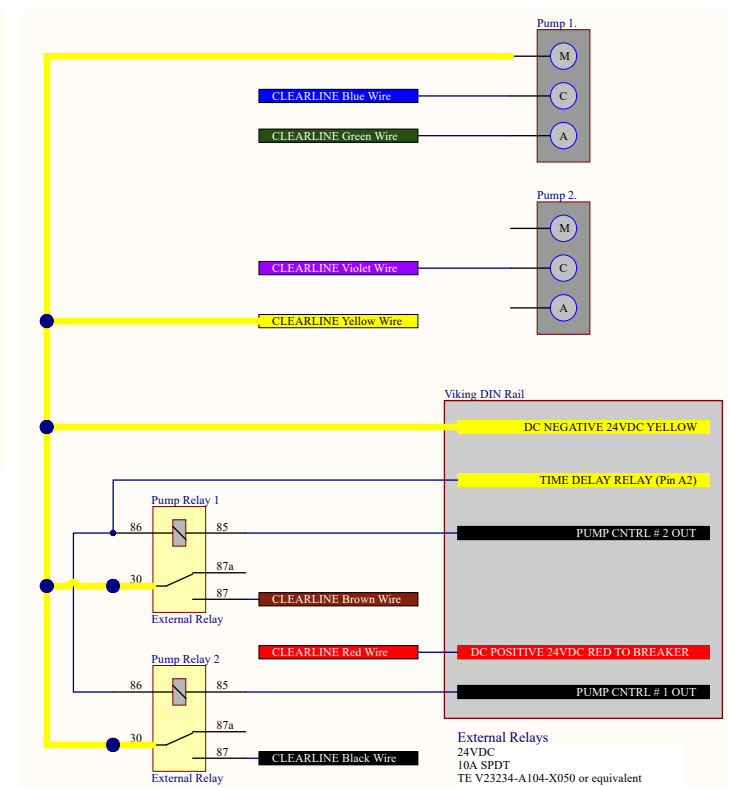 Pump 1.
M
CLEARLINE Blue Wire
C
CLEARLINE Green Wire
A
Pump 2.
M
CLEARLINE Violet Wire
C
A
CLEARLINE Yellow Wire
Viking DIN Rail
DC NEGATIVE 24VDC YELLOW
TIME DELAY RELAY (Pin A2)
Pump Relay 1
86
85
PUMP CNTRL # 2 OUT
87a
30
87
CLEARLINE Brown Wire
External Relay
CLEARLINE Red Wire
DC POSITIVE 24VDC RED TO BREAKER
Pump Relay 2
86
85
PUMP CNTRL # 1 OUT
87a
30
87
CLEARLINE Black Wire
External Relay
External Relays
24VDC
10A SPDT
TE V23234-A104-X050 or equivalent